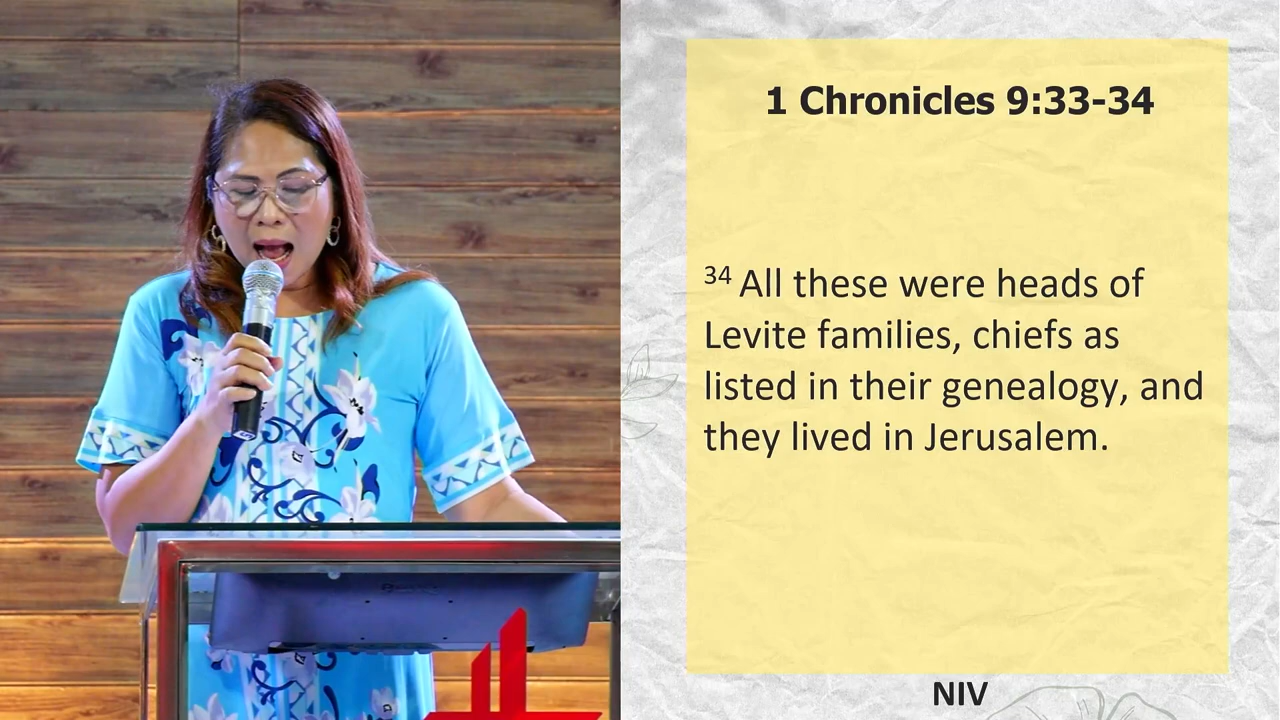 1 Chronicles 9:33-34
34 All these were heads of
Levite families, chiefs as
listed in their genealogy, and
they lived in Jerusalem.
NIV